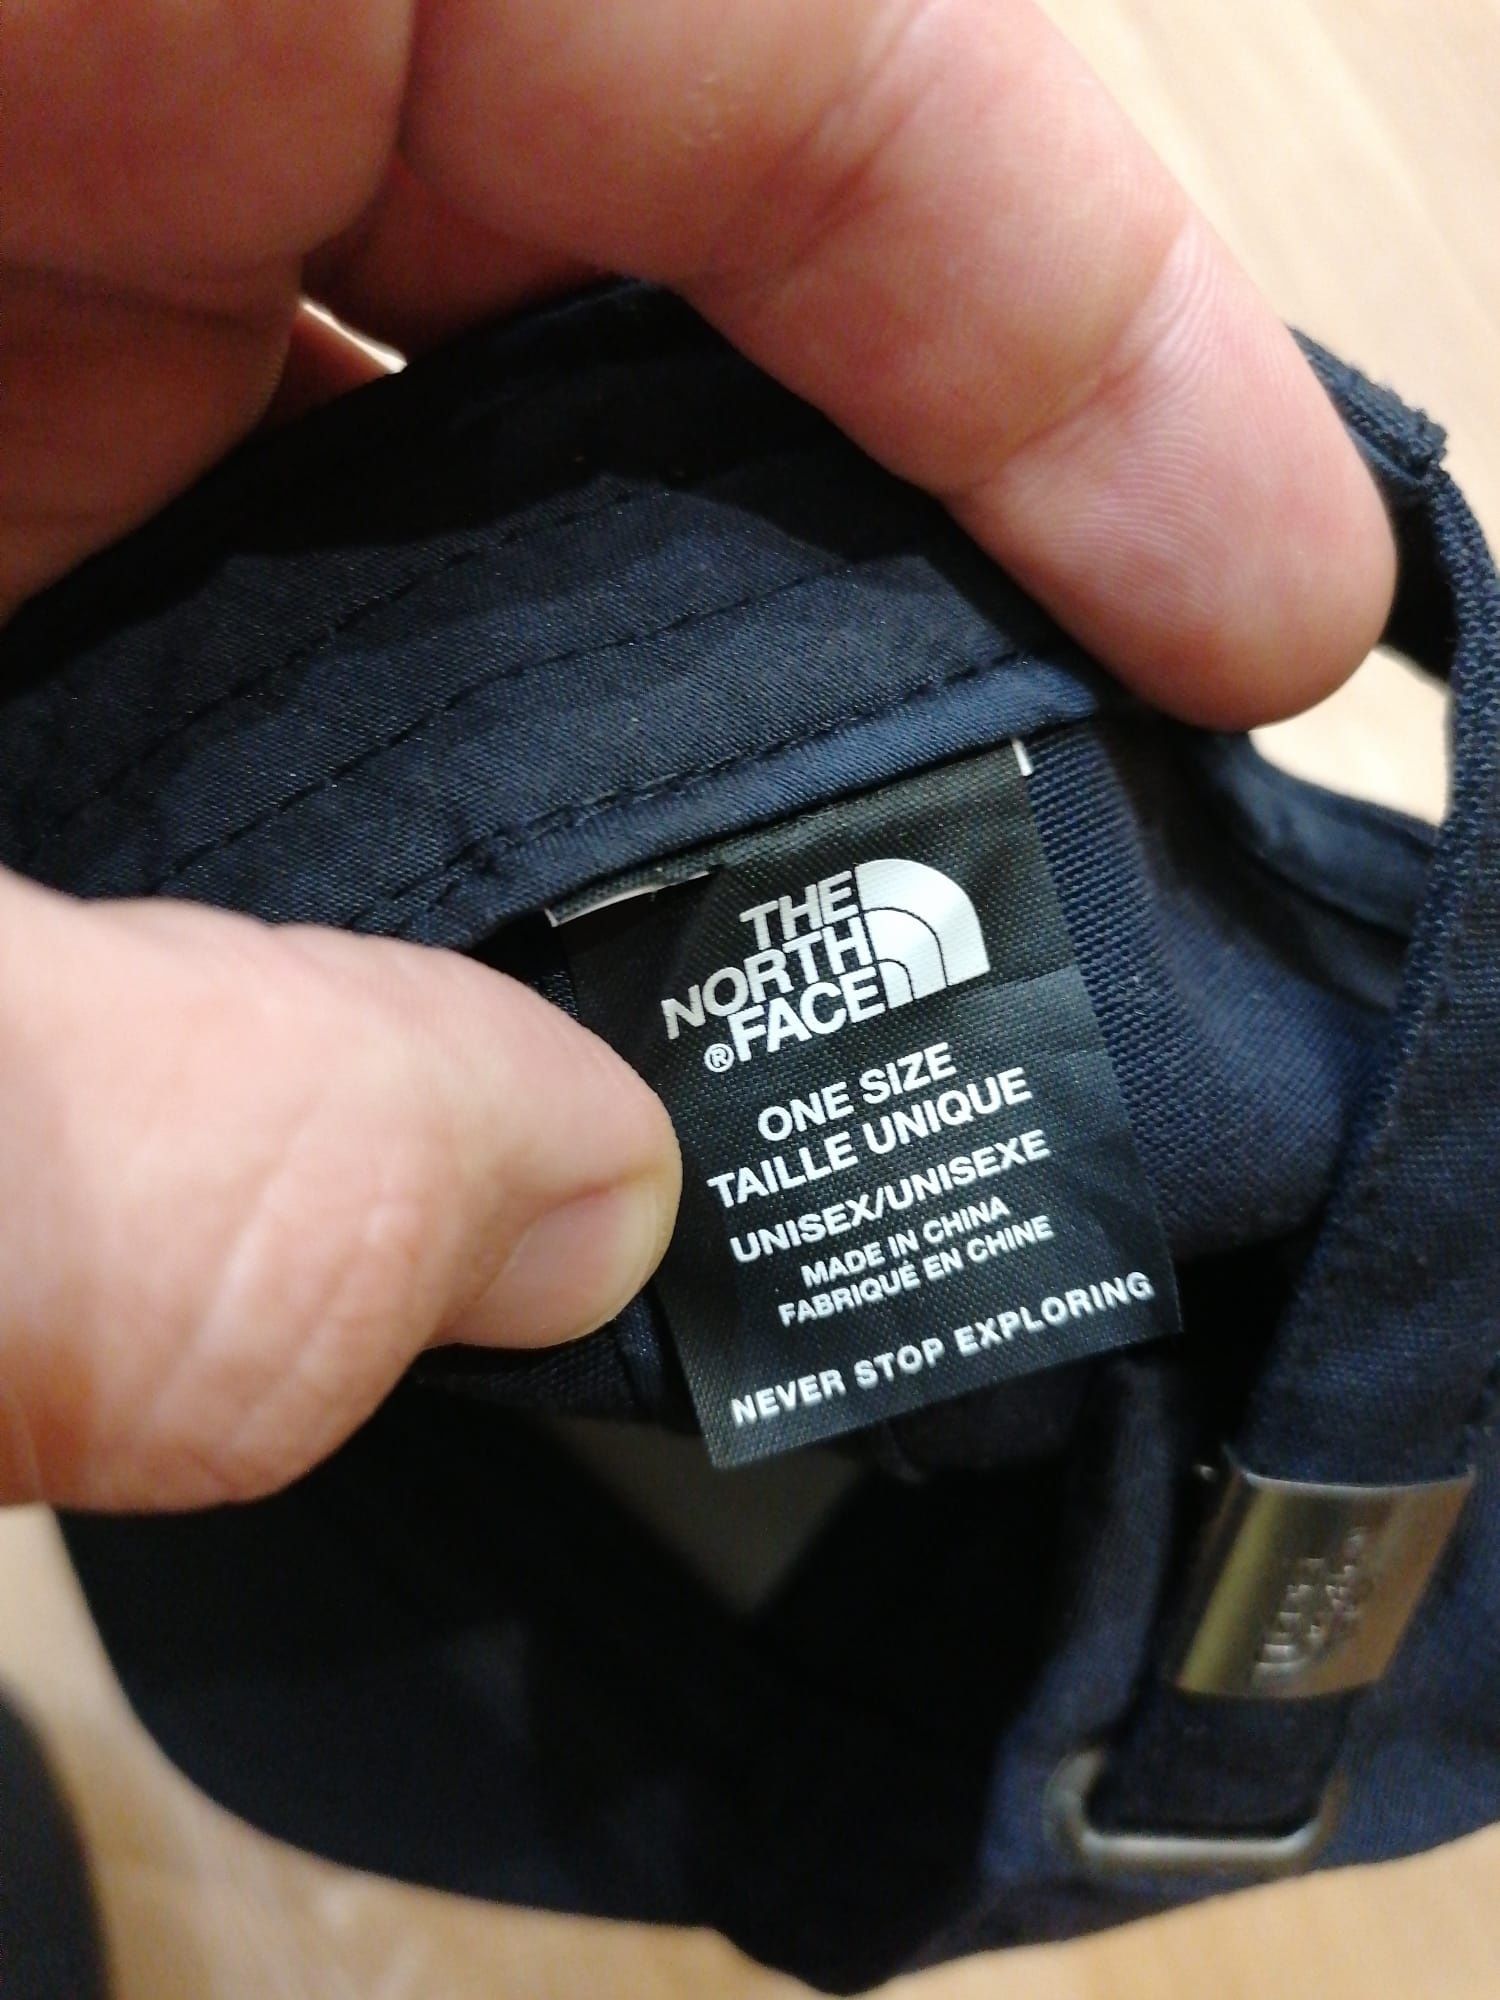 THE
NORTH
®FACE
ONE SIZE
TAILLE UNIQUE
UNISEX/UNISEXE
MADE IN CHINA
FABRIQUÉ EN CHINE
NEVER STOP EXPLORING